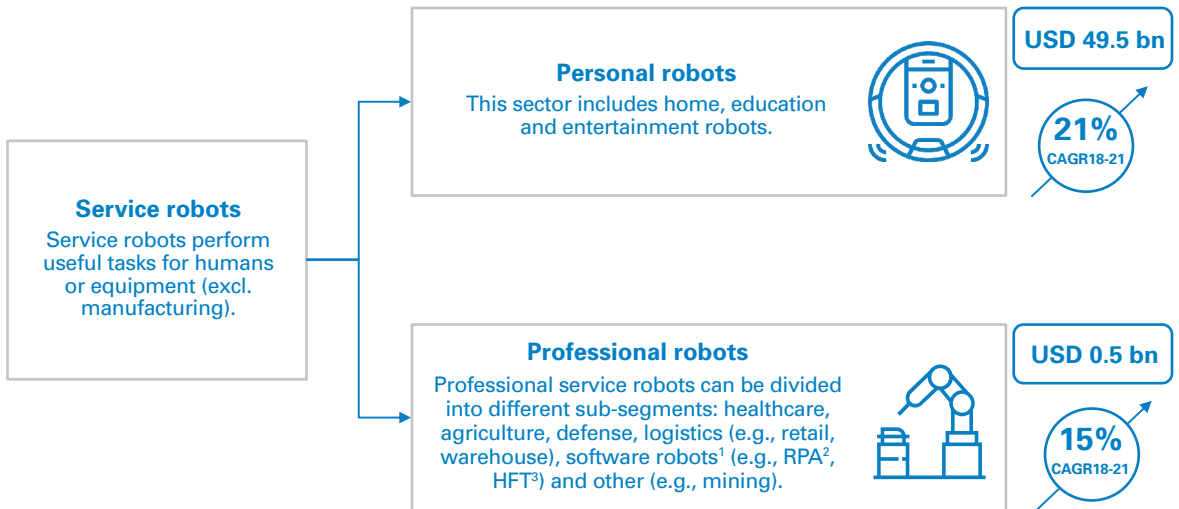 Service robots
Service robots perform
useful tasks for humans
or equipment (excl.
manufacturing).
Personal robots
This sector includes home, education
and entertainment robots.
USD 49.5 bn
21%
CAGR18-21
Professional robots
Professional service robots can be divided
into different sub-segments: healthcare,
agriculture, defense, logistics (e.g., retail,
warehouse), software robots¹ (e.g., RPA²,
HFT³) and other (e.g., mining).
USD 0.5 bn
15%
CAGR18-21